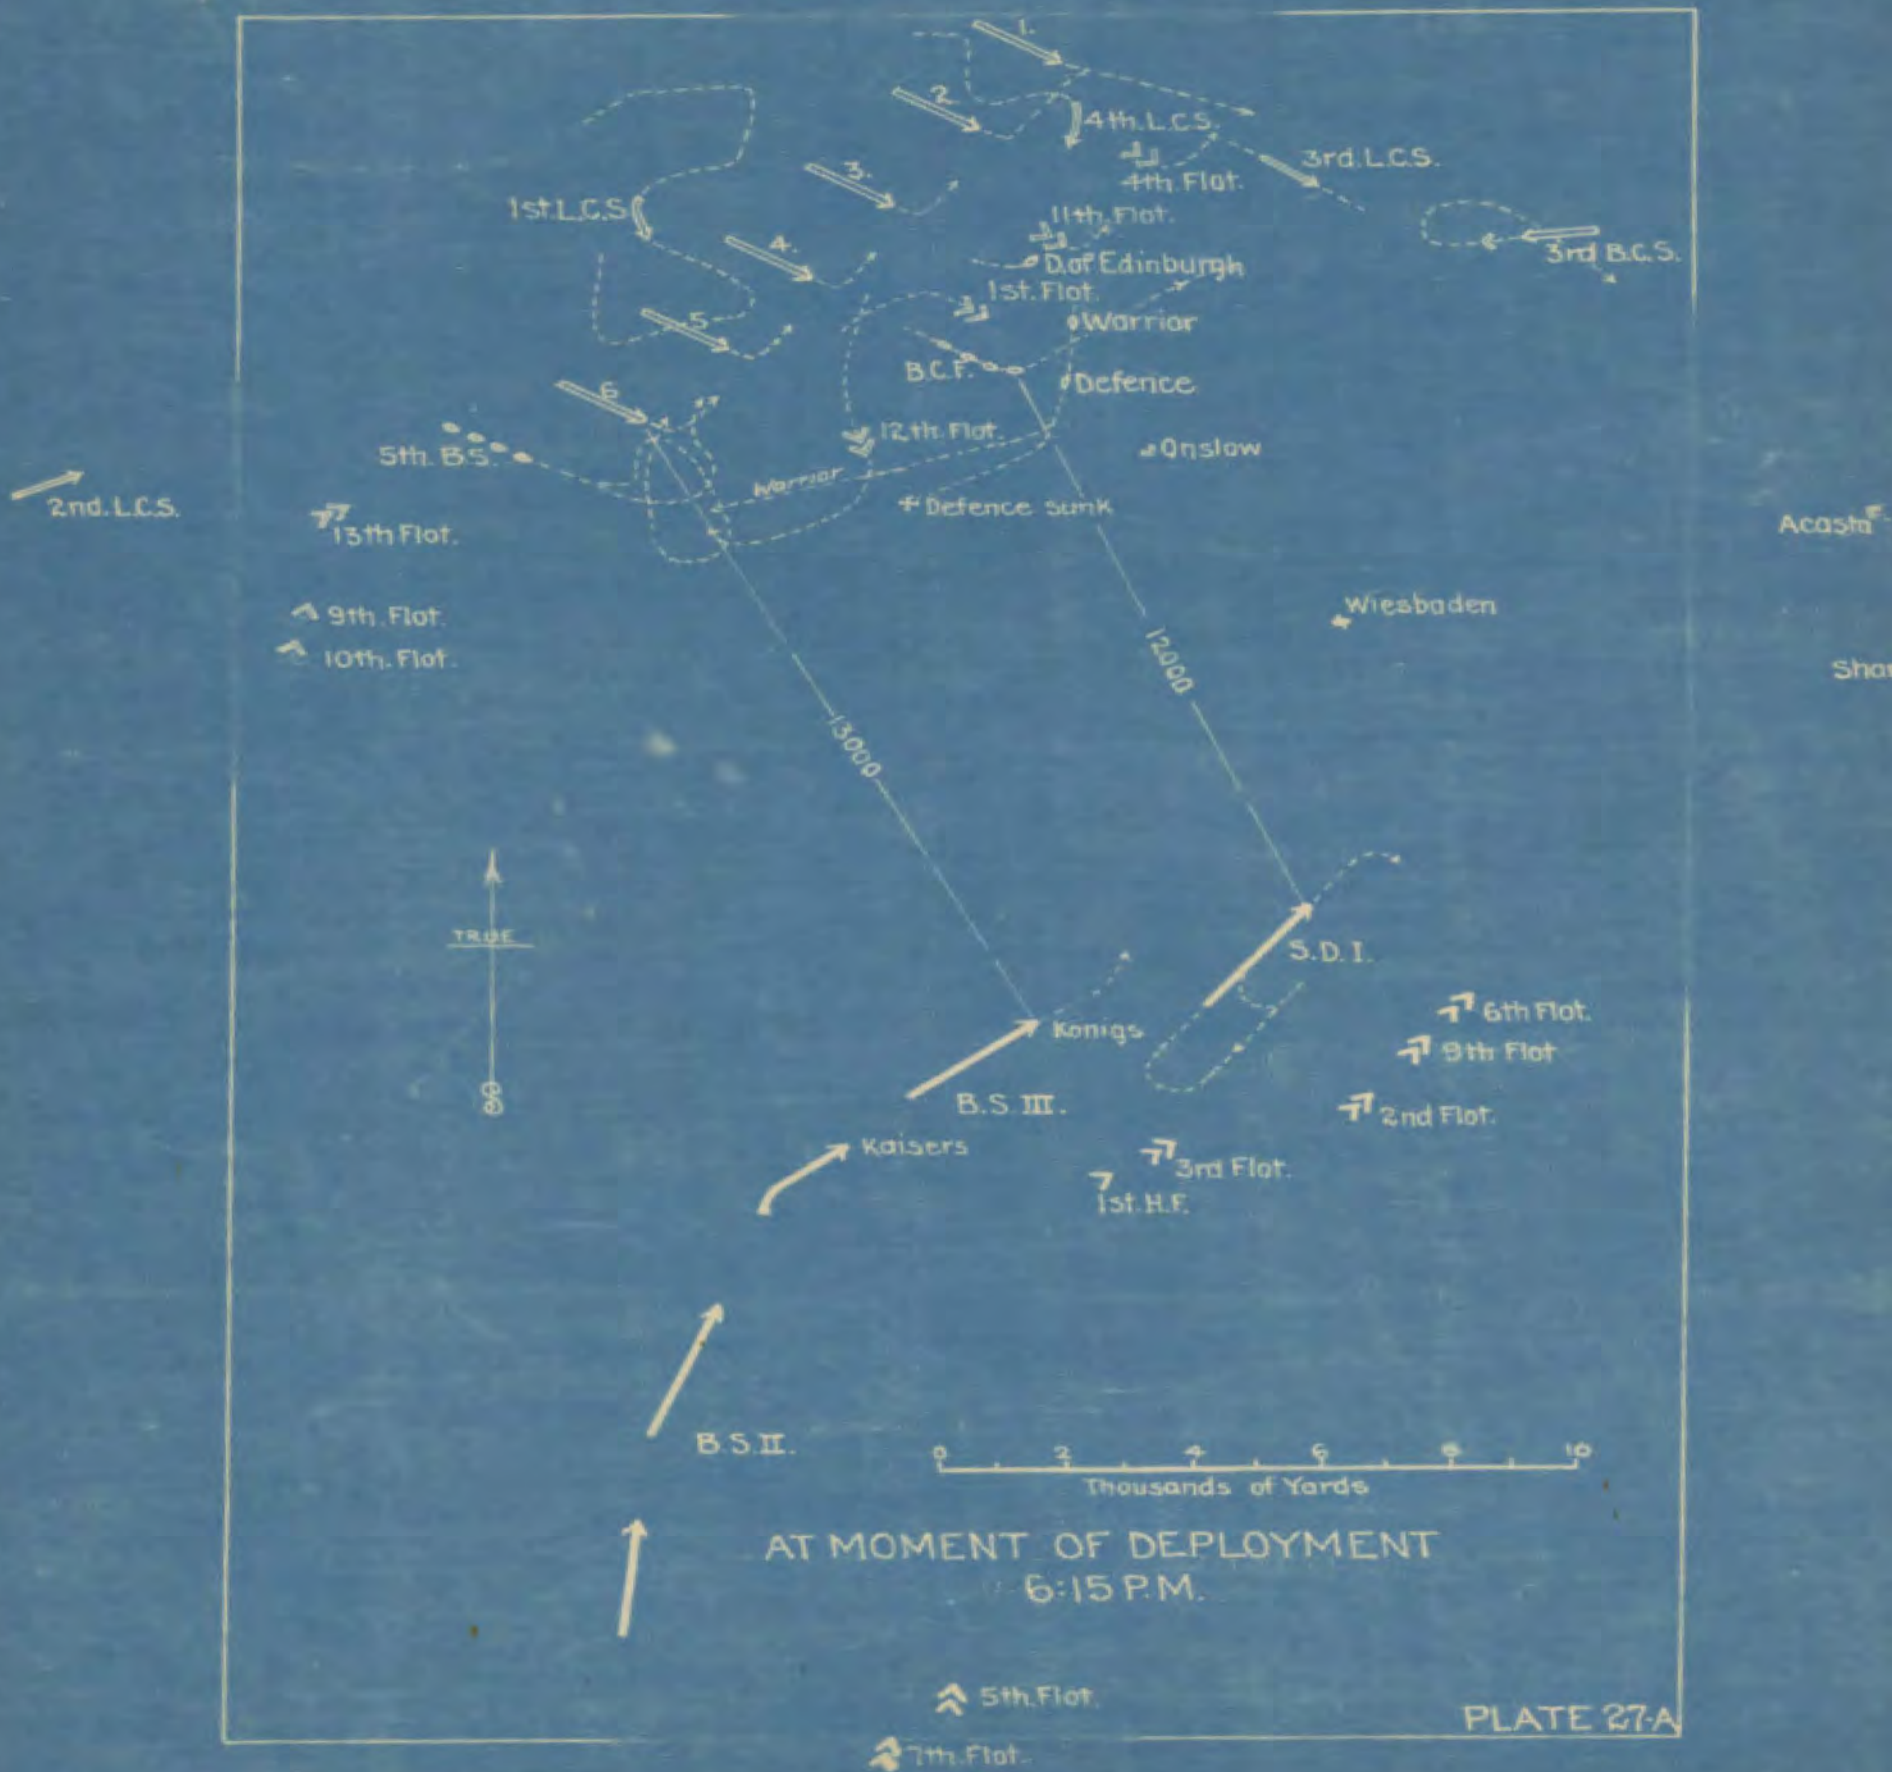 1.
2
4th. L.C.S.
3rd. L.C.S.
4th. Flot.
3.
1st. L.C.S
11th. Flot.
4.
D. of Edinburgh
3rd B.C.S.
1st. Flot.
5
Warrior
B.C.F.
Defence
6
12th. Flot.
5th. B.S.
Onslow
Warrior
2nd. L.C.S.
Defence sunk
13th Flot.
Acasta
9th. Flot.
Wiesbaden
10th. Flot.
12000
13000
TRUE
S.D.I.
6th Flot.
Konigs
9th Flot
B.S. III.
2nd Flot.
Kaisers
3rd Flot.
1st. H.F.
B.S. II.
0 2 4 6 8 10
Thousands of Yards
AT MOMENT OF DEPLOYMENT
6:15 P.M.
5th. Flot.
PLATE 27-A
7th. Flot.